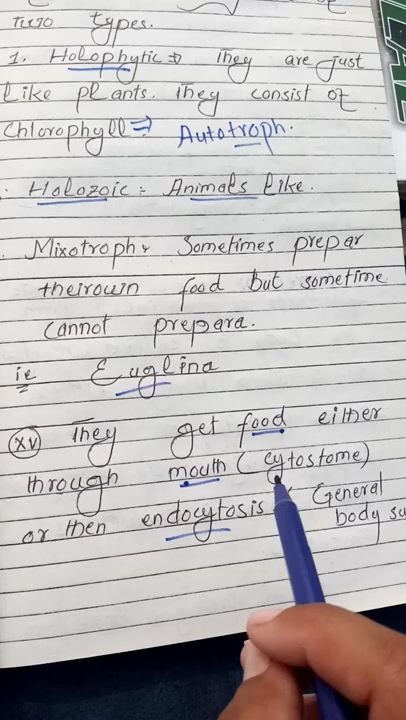 Two types.
1. Holophytic ⇒ They are just
like plants. They consist of
Chlorophyll ⇒ Autotroph.
Holozoic = Animals like.
Mixotroph Sometimes prepar
theirown food but sometime
cannot prepara.
ie Euglina
(XV) They get food either
through mouth (cytostome)
or then endocytosis General
body su